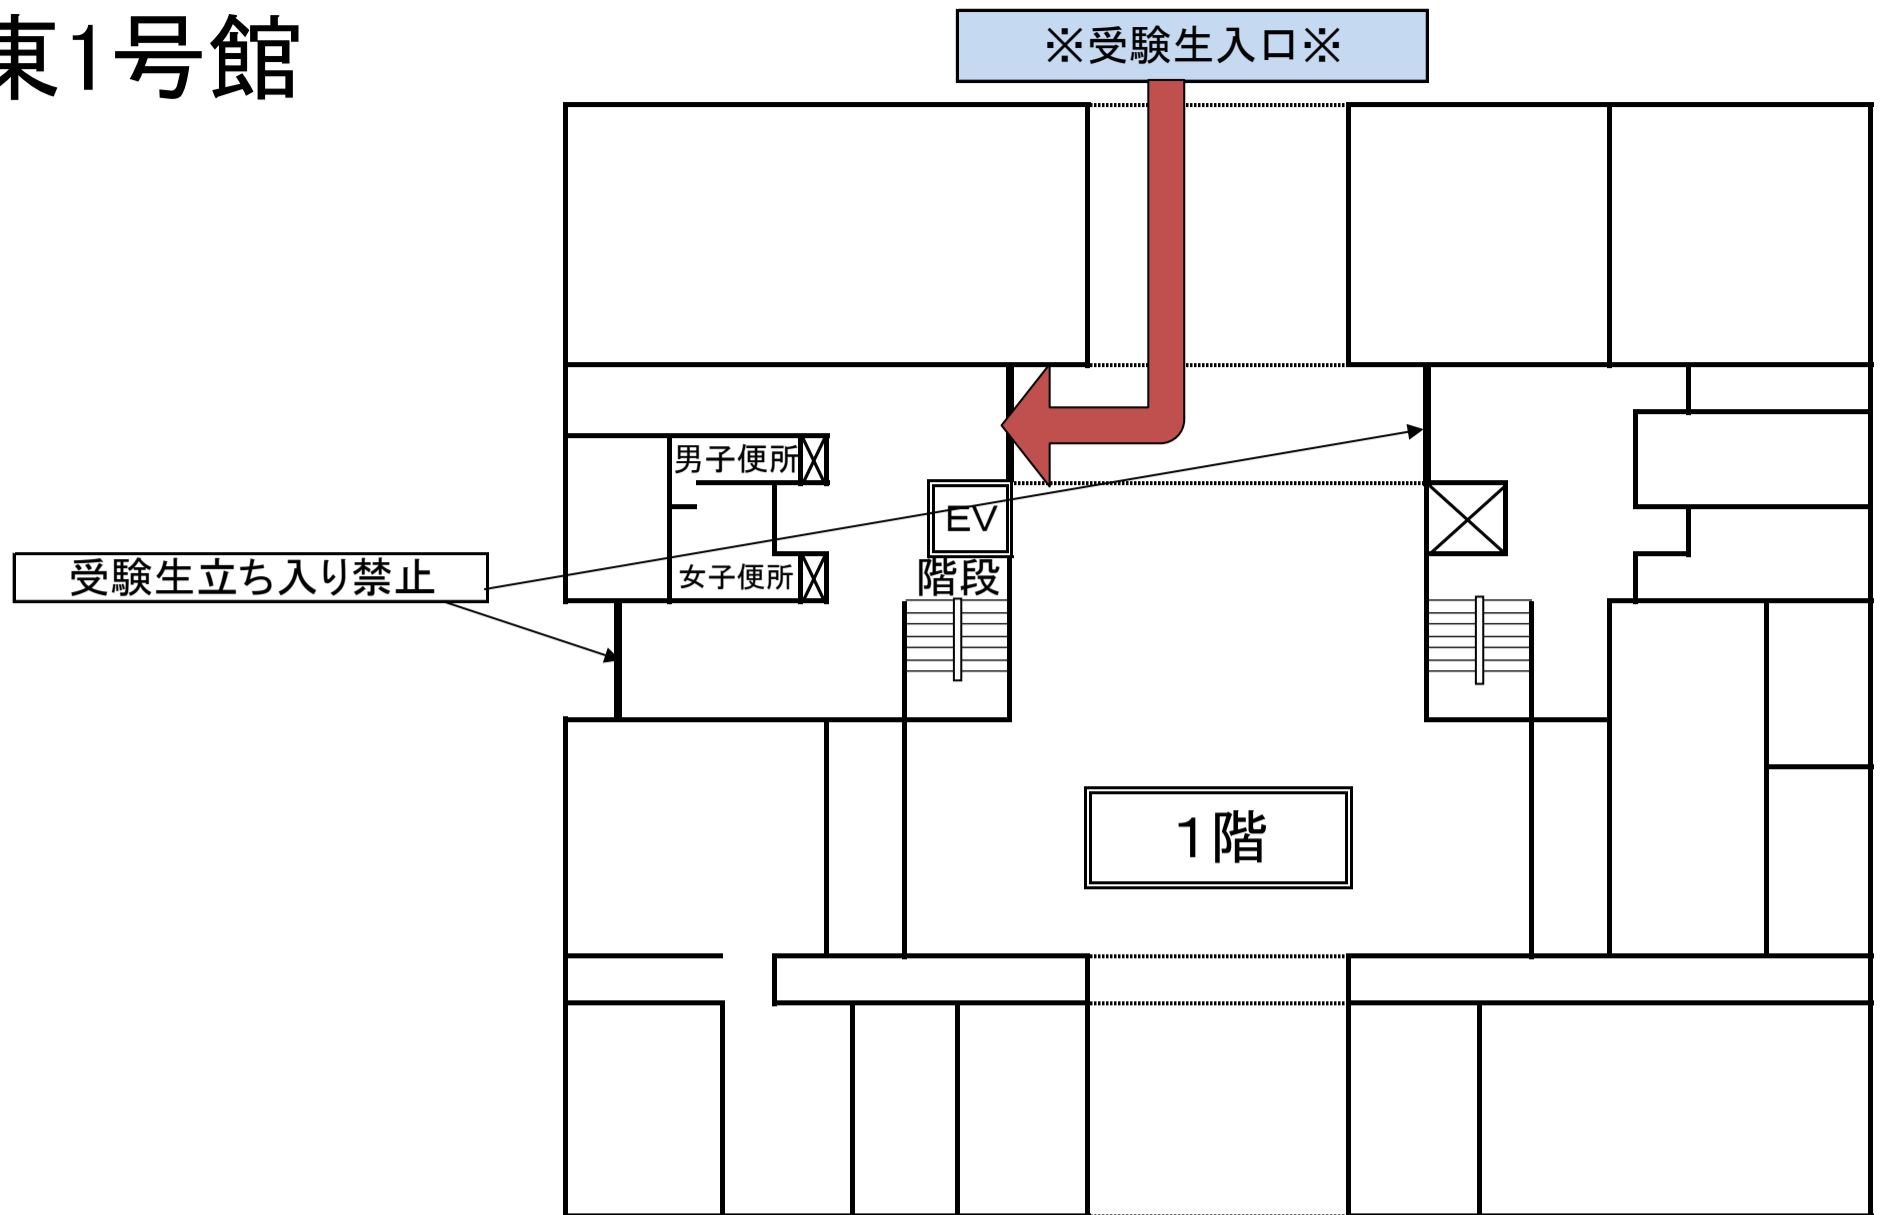 東1号館
※受験生入口※
男子便所
EV
受験生立ち入り禁止
女子便所
階段
1階